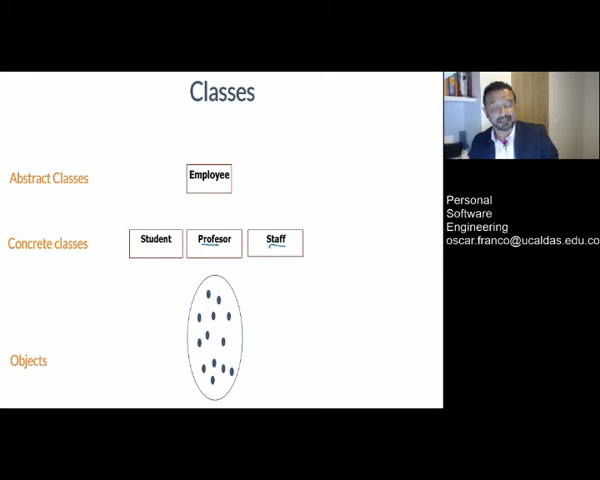 Classes
Abstract Classes
Employee
Concrete classes
Student
Profesor
Staff
Objects
Personal
Software
Engineering
oscar.franco@ucaldas.edu.co